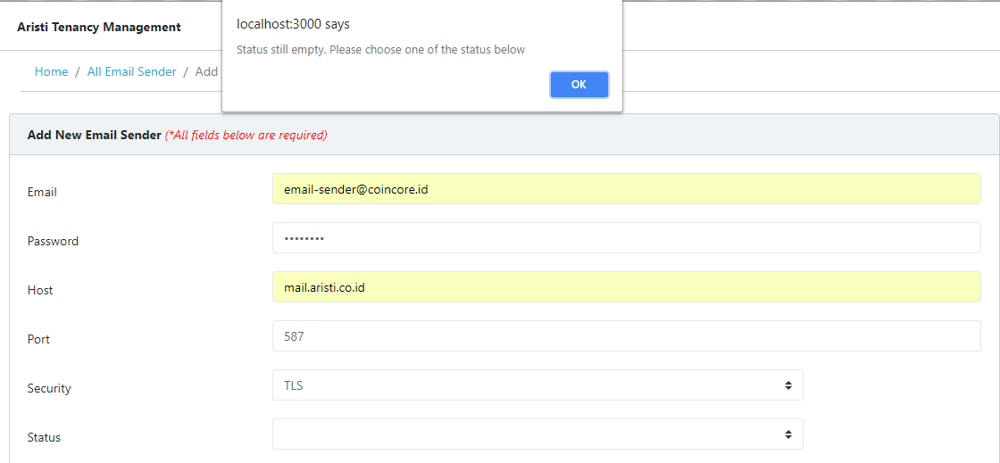 localhost:3000 says
Aristi Tenancy Management
Status still empty. Please choose one of the status below
Home / All Email Sender / Add
OK
Add New Email Sender (*All fields below are required)
Email email-sender@coincore.id
Password ••••••••
Host mail.aristi.co.id
Port 587
Security TLS
Status